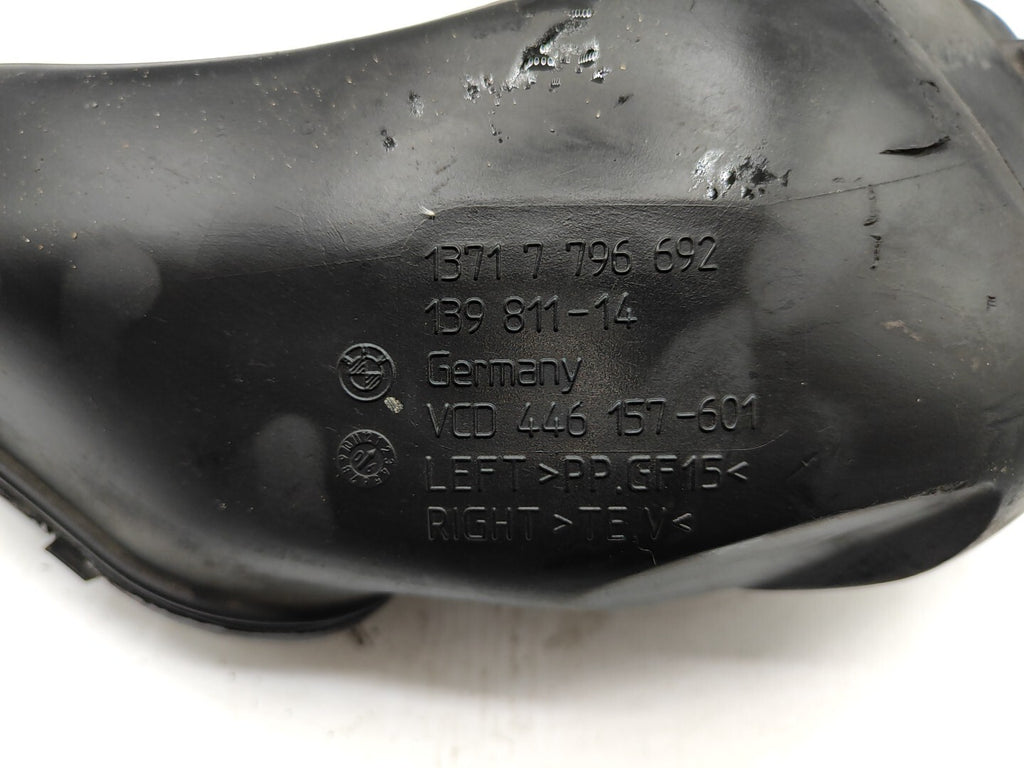 1371 7 796 692
139 811-14
Germany
VCD 446 157-601
LEFT >PP.GF15<
RIGHT >TE.V<